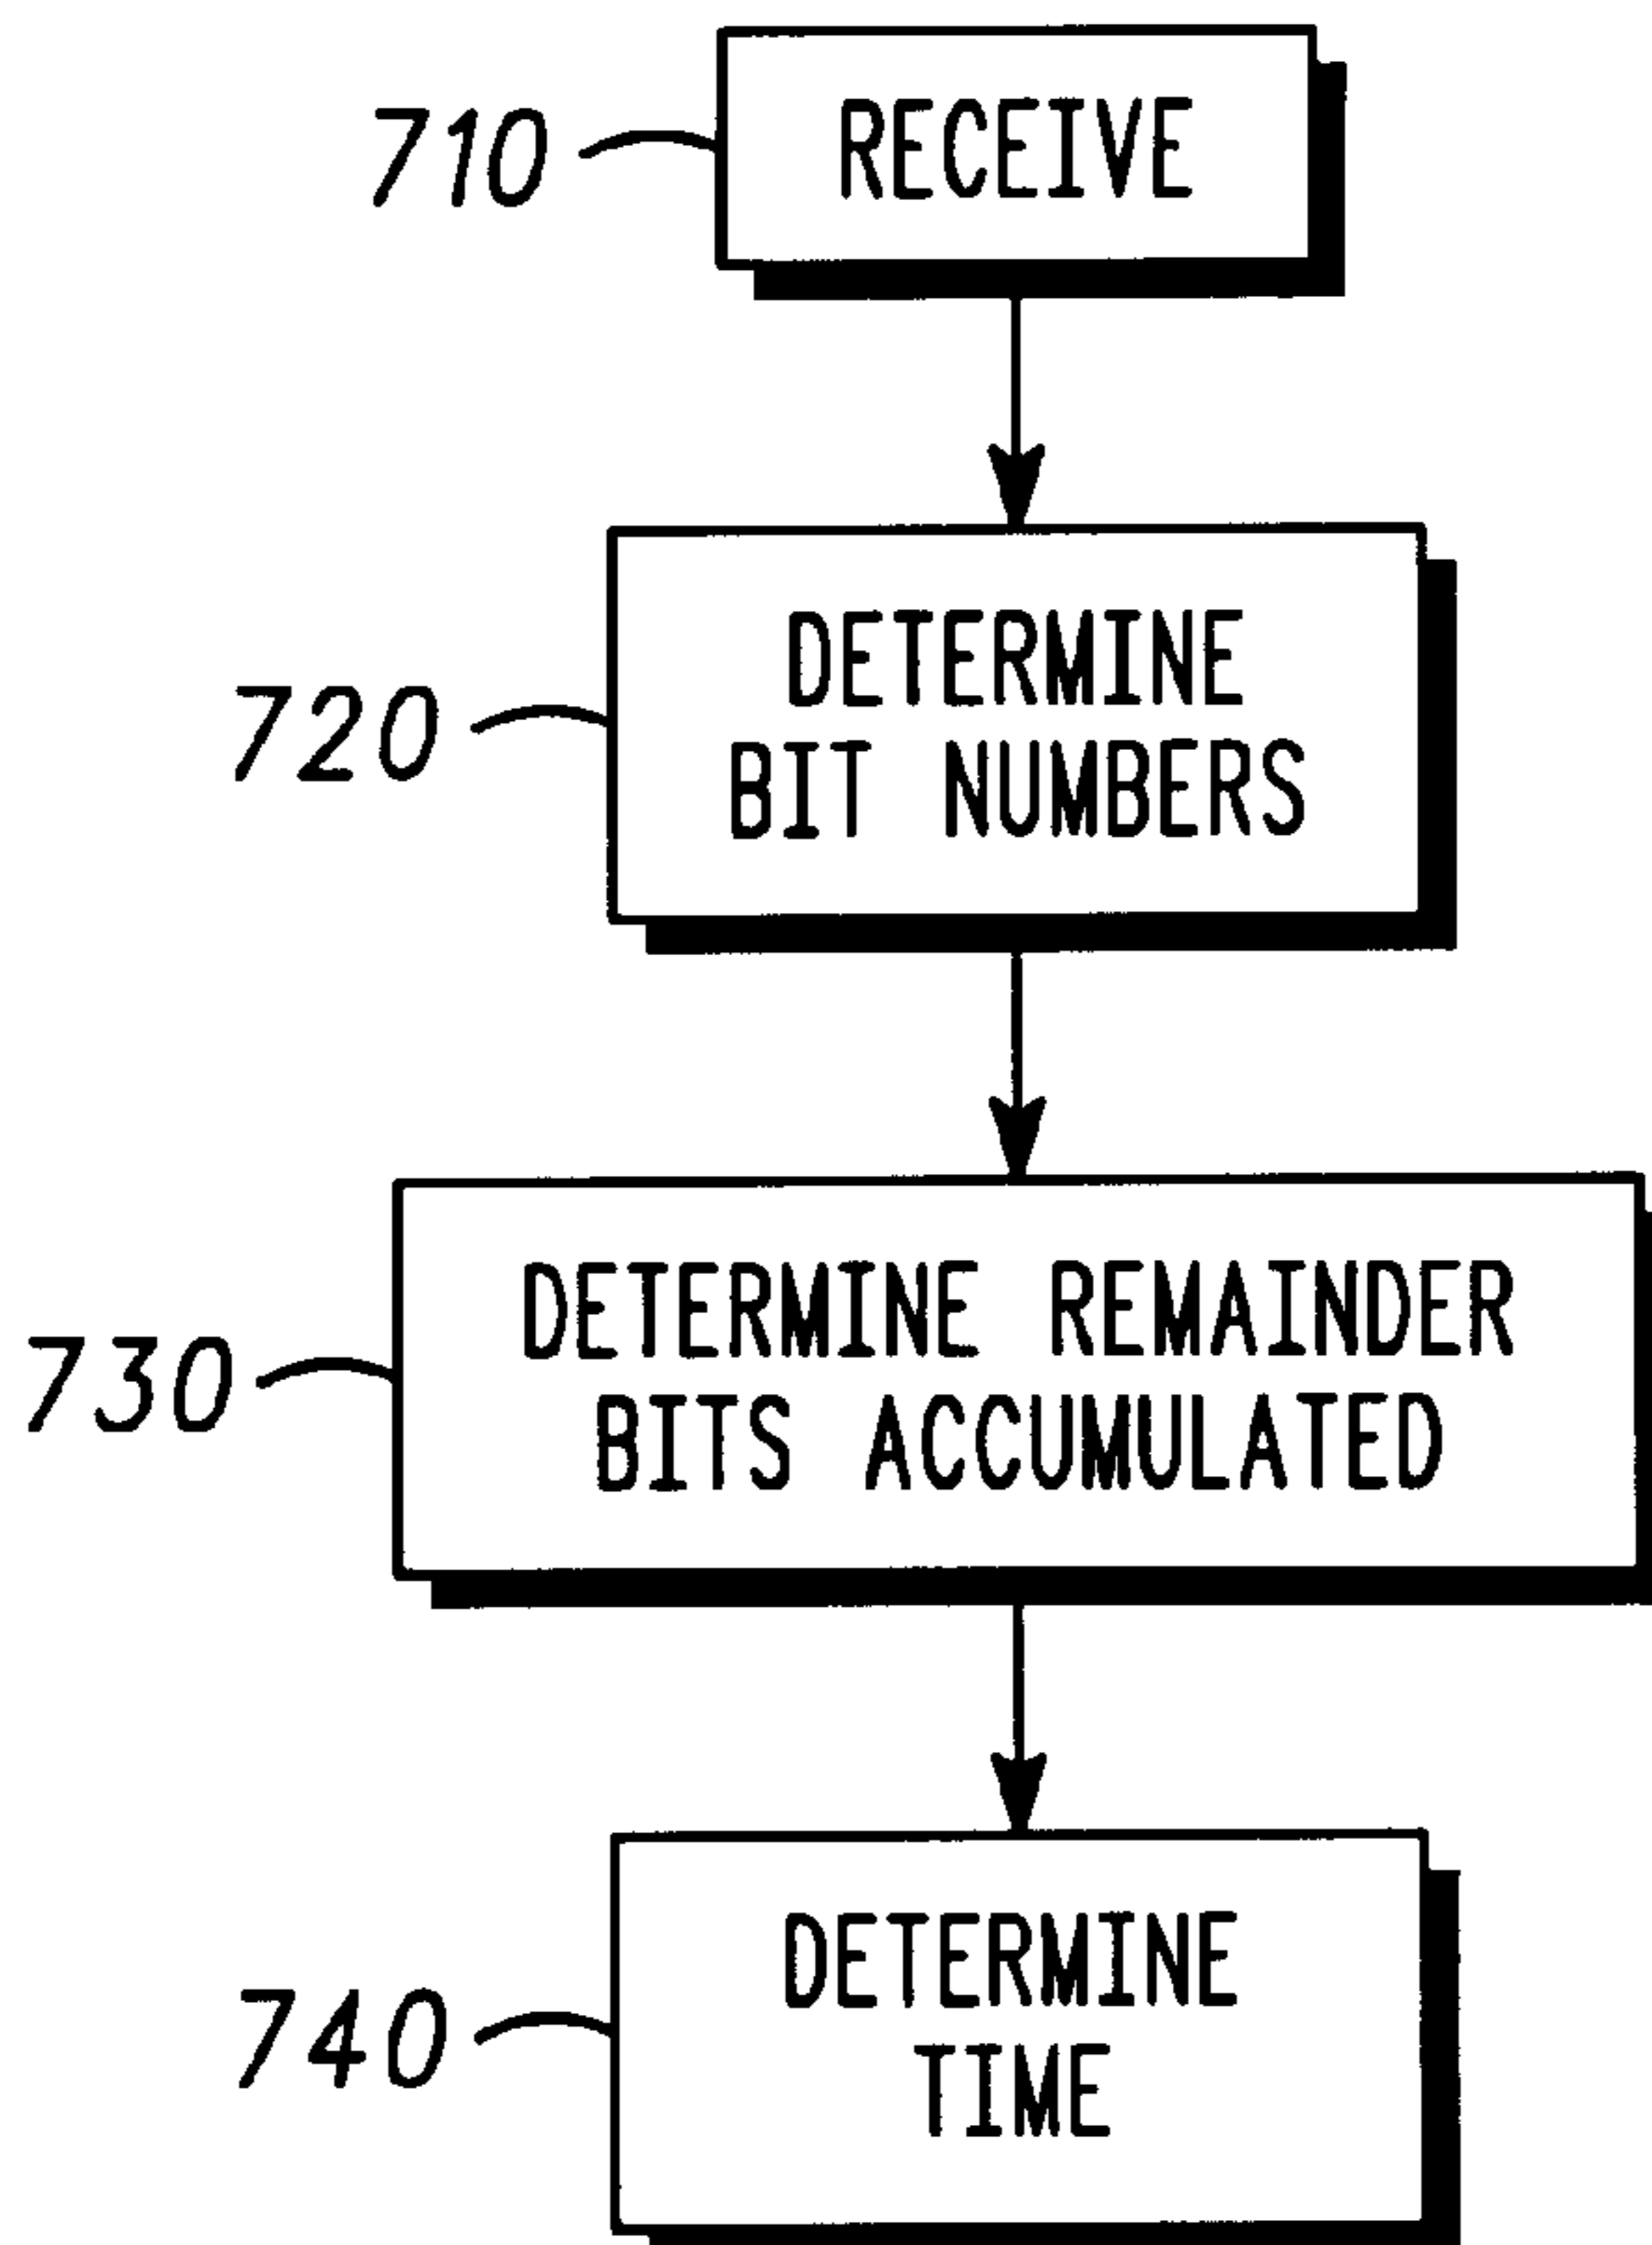 710
RECEIVE
720
DETERMINE
BIT NUMBERS
730
DETERMINE REMAINDER
BITS ACCUMULATED
740
DETERMINE
TIME